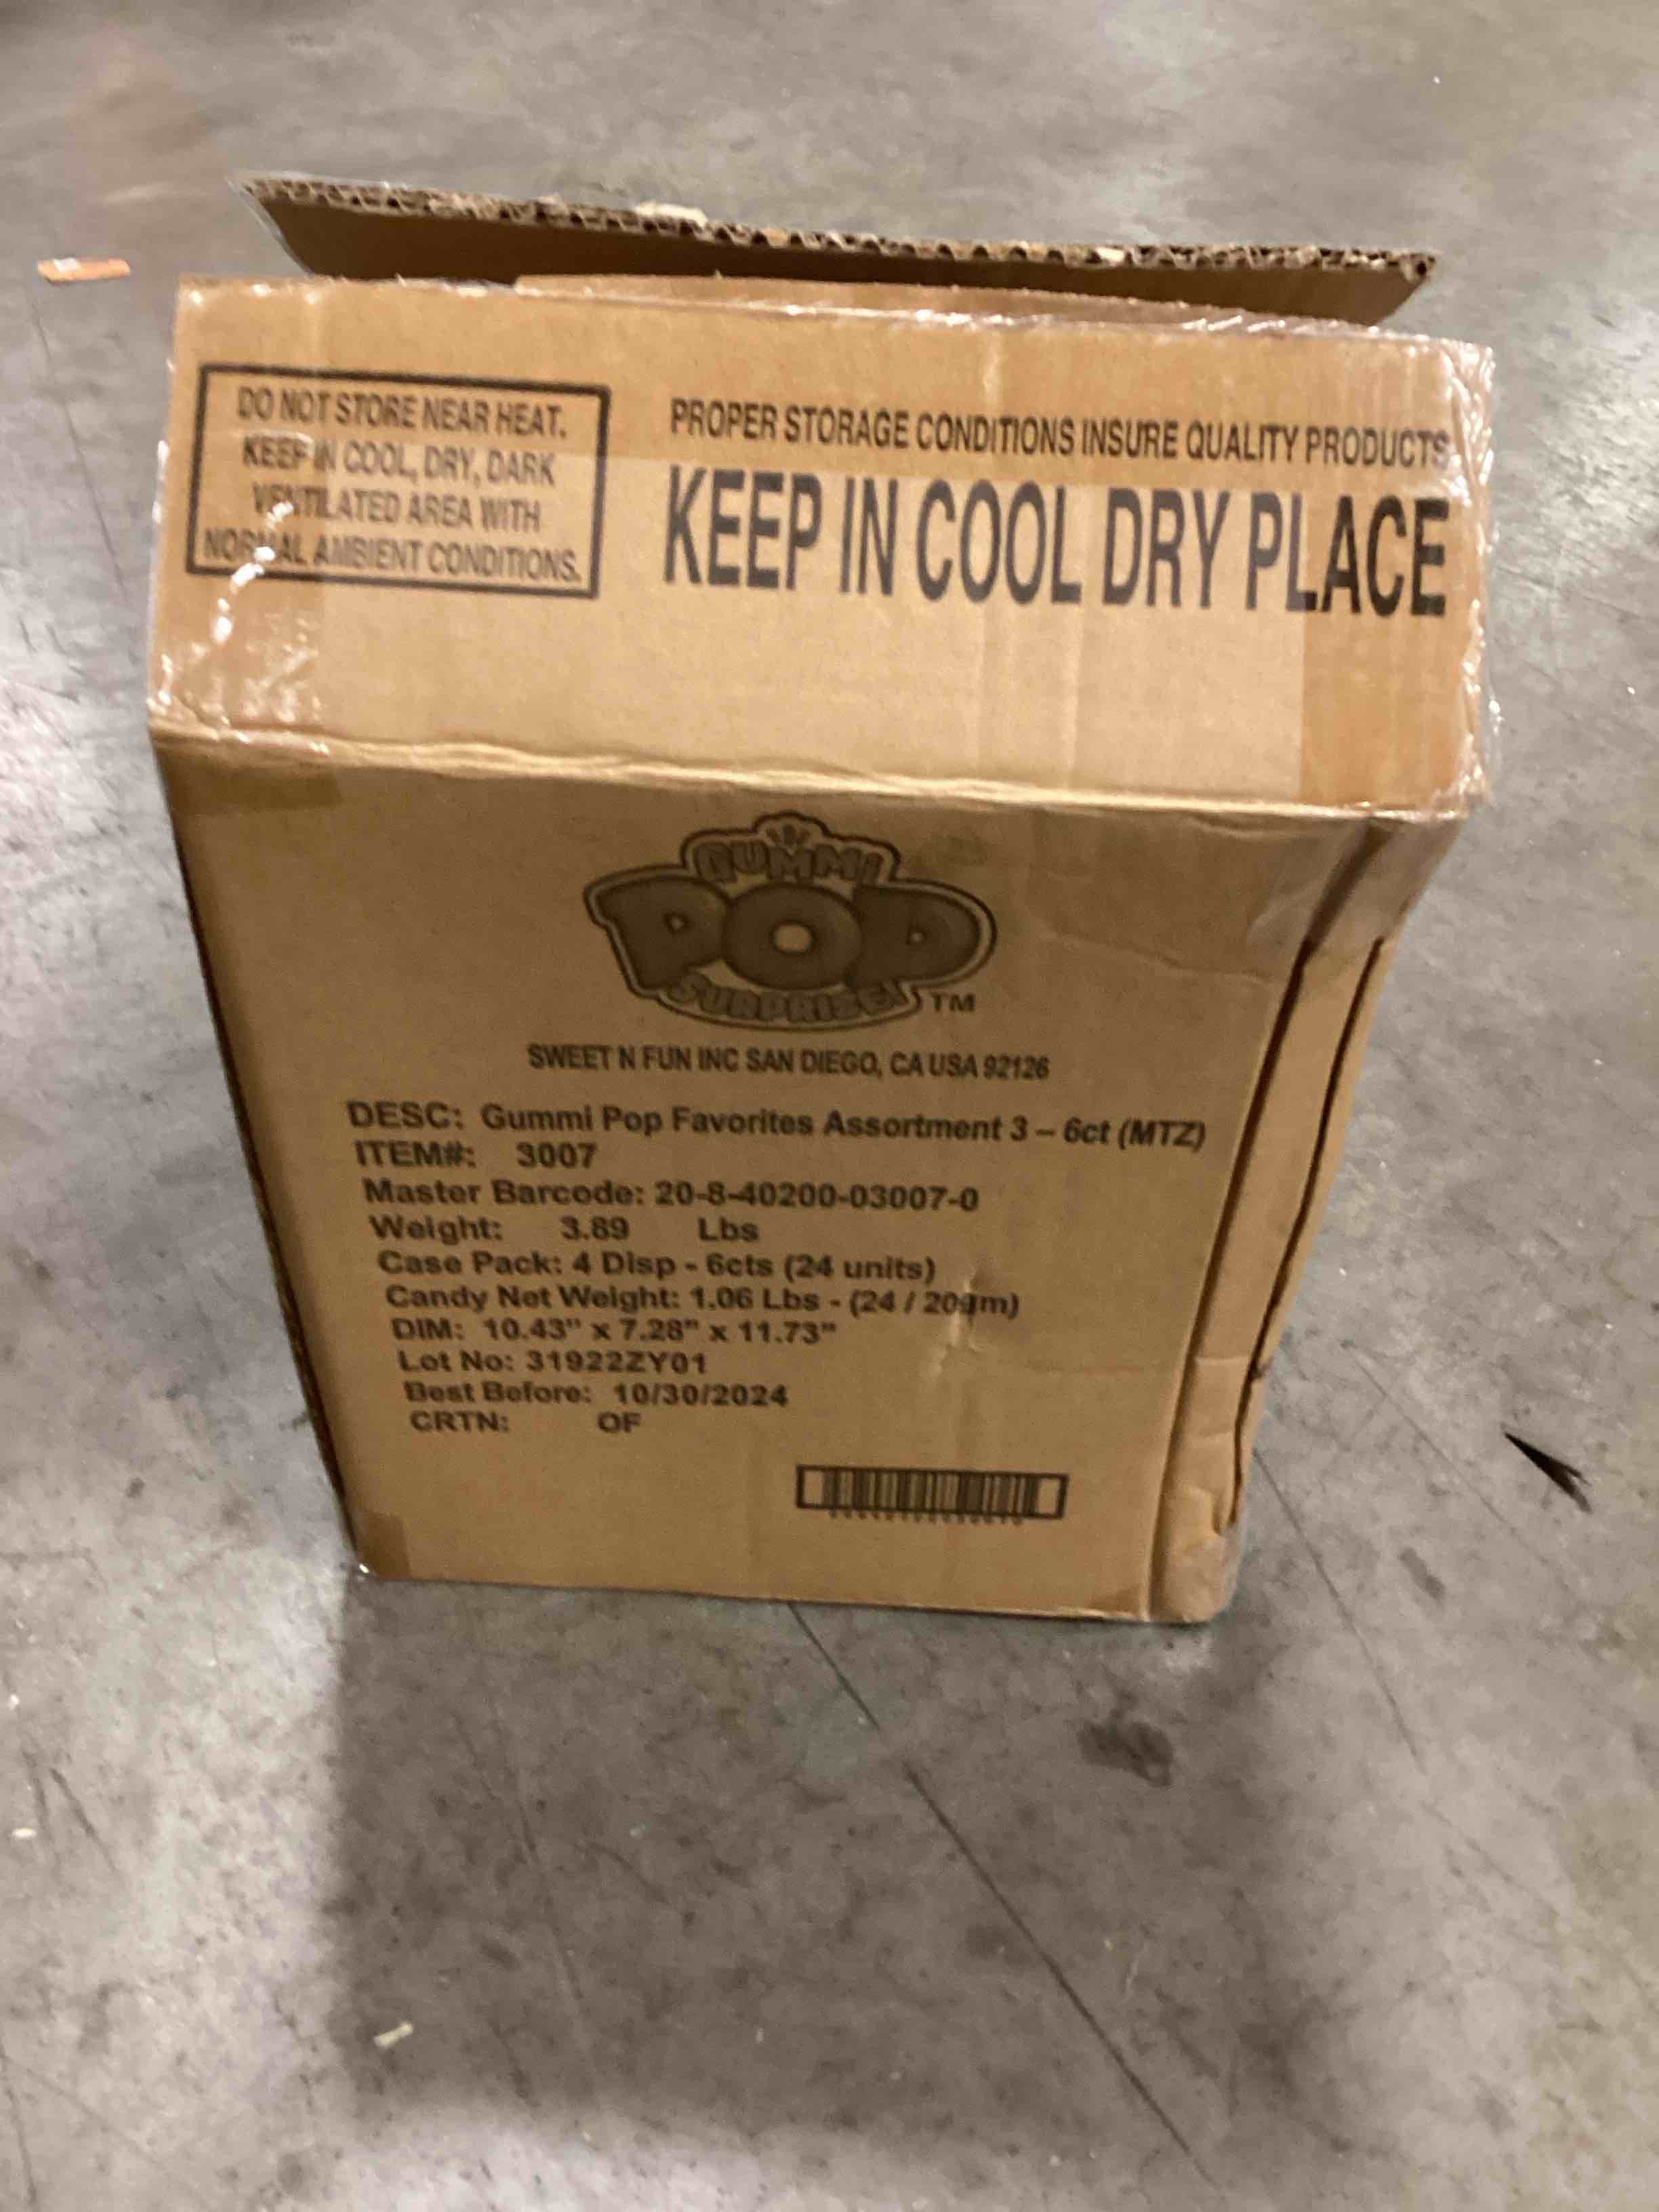 DO NOT STORE NEAR HEAT.
KEEP IN COOL, DRY, DARK
VENTILATED AREA WITH
NORMAL AMBIENT CONDITIONS.
PROPER STORAGE CONDITIONS INSURE QUALITY PRODUCTS
KEEP IN COOL DRY PLACE
GUMMI
POP
SURPRISE! TM
SWEET N FUN INC SAN DIEGO, CA USA 92126
DESC: Gummi Pop Favorites Assortment 3 – 6ct (MTZ)
ITEM#: 3007
Master Barcode: 20-8-40200-03007-0
Weight: 3.89 Lbs
Case Pack: 4 Disp - 6cts (24 units)
Candy Net Weight: 1.06 Lbs - (24 / 20gm)
DIM: 10.43" x 7.28" x 11.73"
Lot No: 31922ZY01
Best Before: 10/30/2024
CRTN: OF